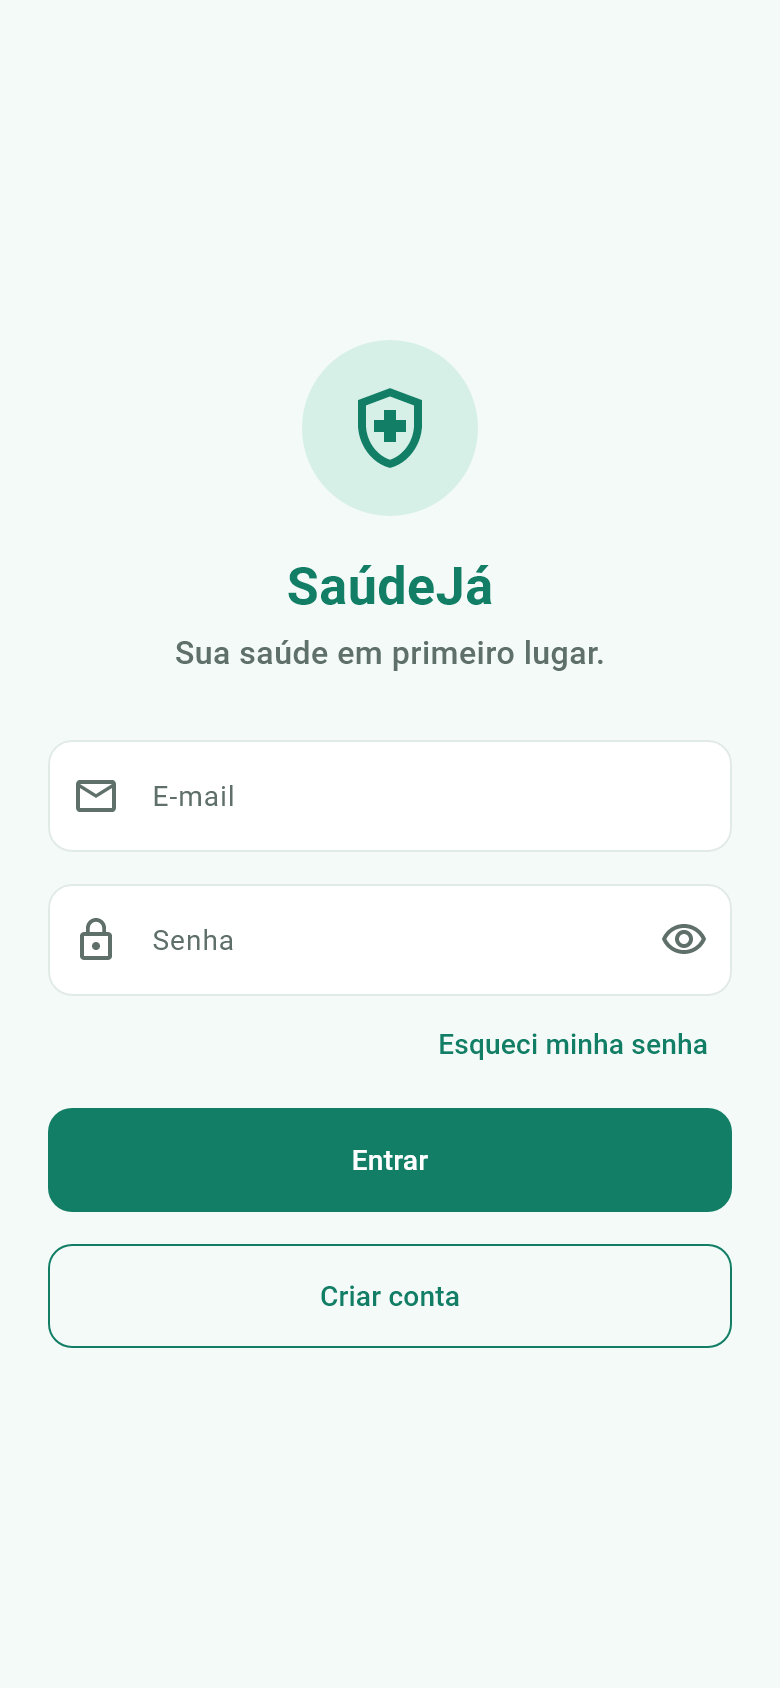 SaúdeJá
Sua saúde em primeiro lugar.
E-mail
Senha
Esqueci minha senha
Entrar
Criar conta